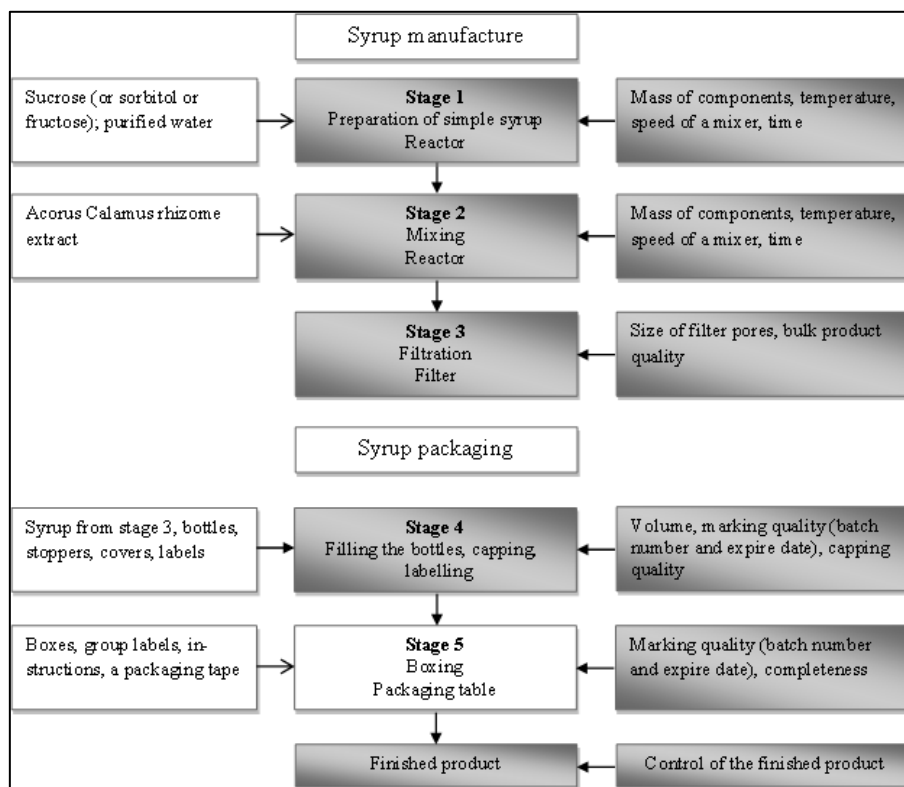 Syrup manufacture
Sucrose (or sorbitol or
fructose); purified water
Stage 1
Preparation of simple syrup
Reactor
Mass of components, temperature,
speed of a mixer, time
Acorus Calamus rhizome
extract
Stage 2
Mixing
Reactor
Mass of components, temperature,
speed of a mixer, time
Stage 3
Filtration
Filter
Size of filter pores, bulk product
quality
Syrup packaging
Syrup from stage 3, bottles,
stoppers, covers, labels
Stage 4
Filling the bottles, capping,
labelling
Volume, marking quality (batch
number and expire date), capping
quality
Boxes, group labels, in-
structions, a packaging tape
Stage 5
Boxing
Packaging table
Marking quality (batch number
and expire date), completeness
Finished product
Control of the finished product